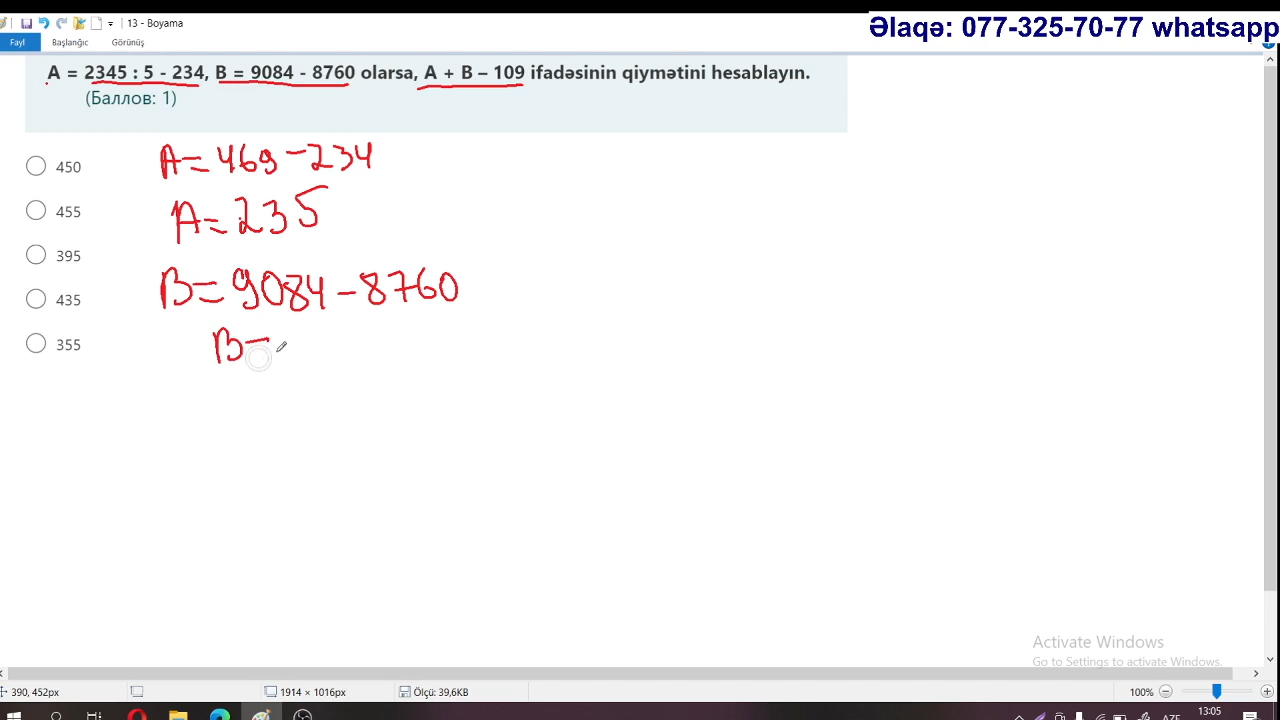 13 - Boyama
Əlaqə: 077-325-70-77 whatsapp
Fayl Başlanğıc Görünüş
A = 2345 : 5 - 234, B = 9084 - 8760 olarsa, A + B – 109 ifadəsinin qiymətini hesablayın.
(Баллов: 1)
450
455
395
435
355
A=469-234
A=235
B=9084-8760
B=
Activate Windows
Go to Settings to activate Windows.
390, 452px
1914 × 1016px
Ölçü: 39,6KB
100%
AZE
13:05